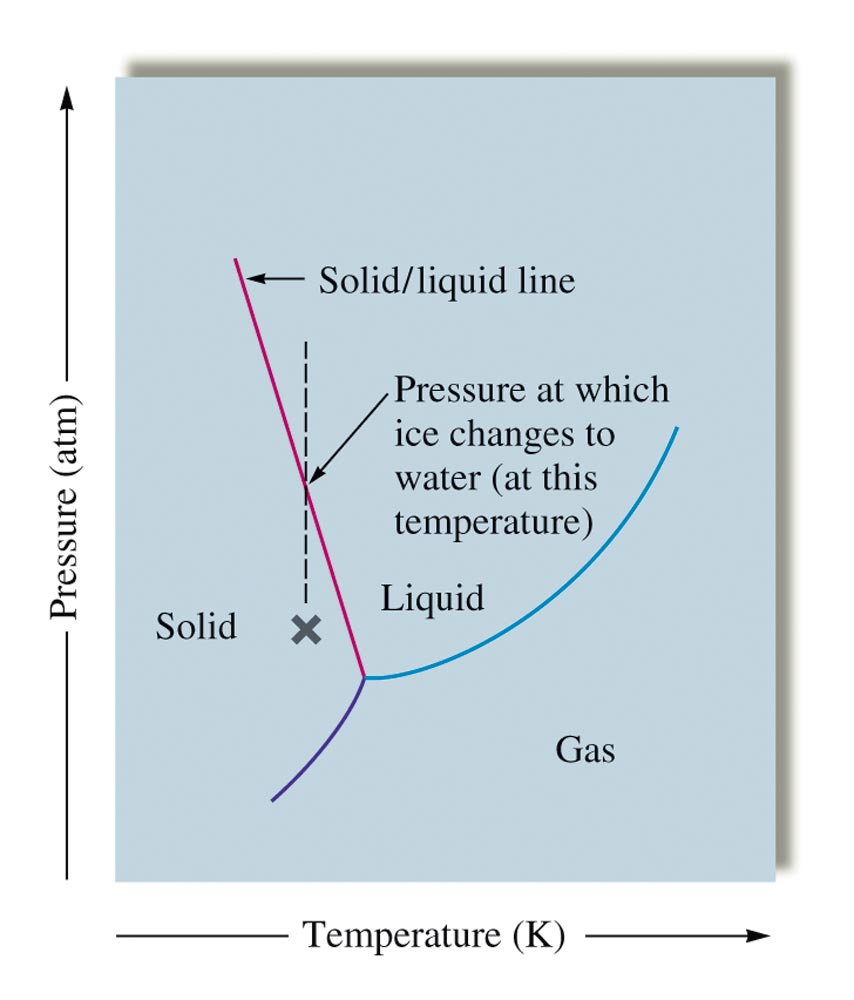 Solid/liquid line
Pressure at which
ice changes to
water (at this
temperature)
Liquid
Solid
Gas
Pressure (atm)
Temperature (K)